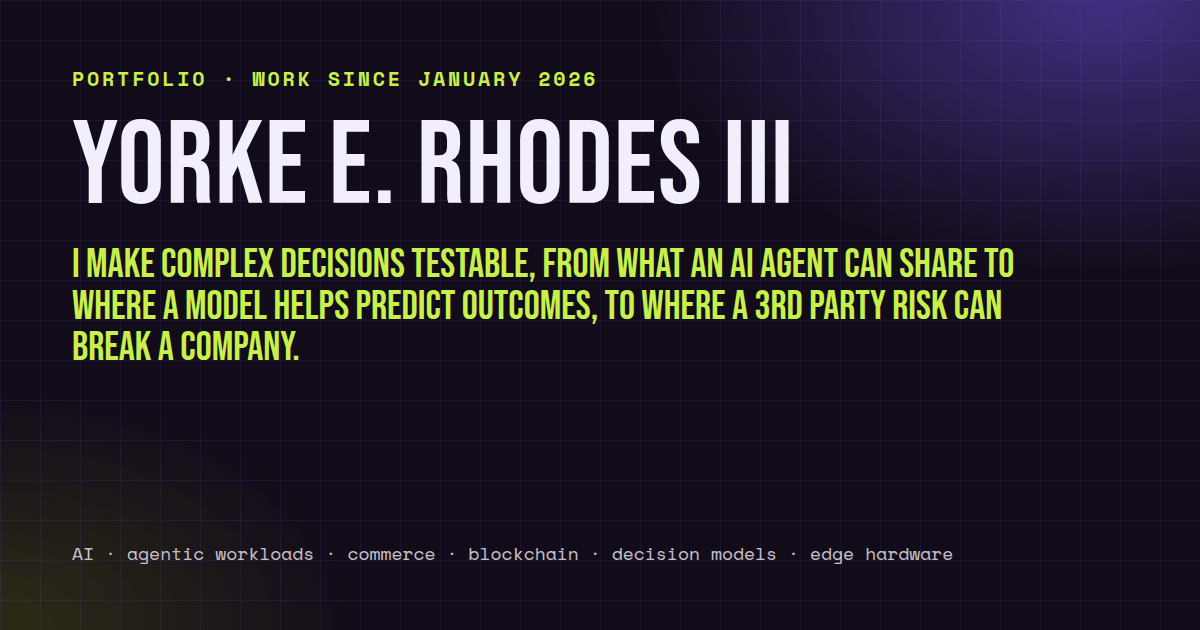 PORTFOLIO · WORK SINCE JANUARY 2026
YORKE E. RHODES III
I MAKE COMPLEX DECISIONS TESTABLE, FROM WHAT AN AI AGENT CAN SHARE TO
WHERE A MODEL HELPS PREDICT OUTCOMES, TO WHERE A 3RD PARTY RISK CAN
BREAK A COMPANY.
AI · agentic workloads · commerce · blockchain · decision models · edge hardware